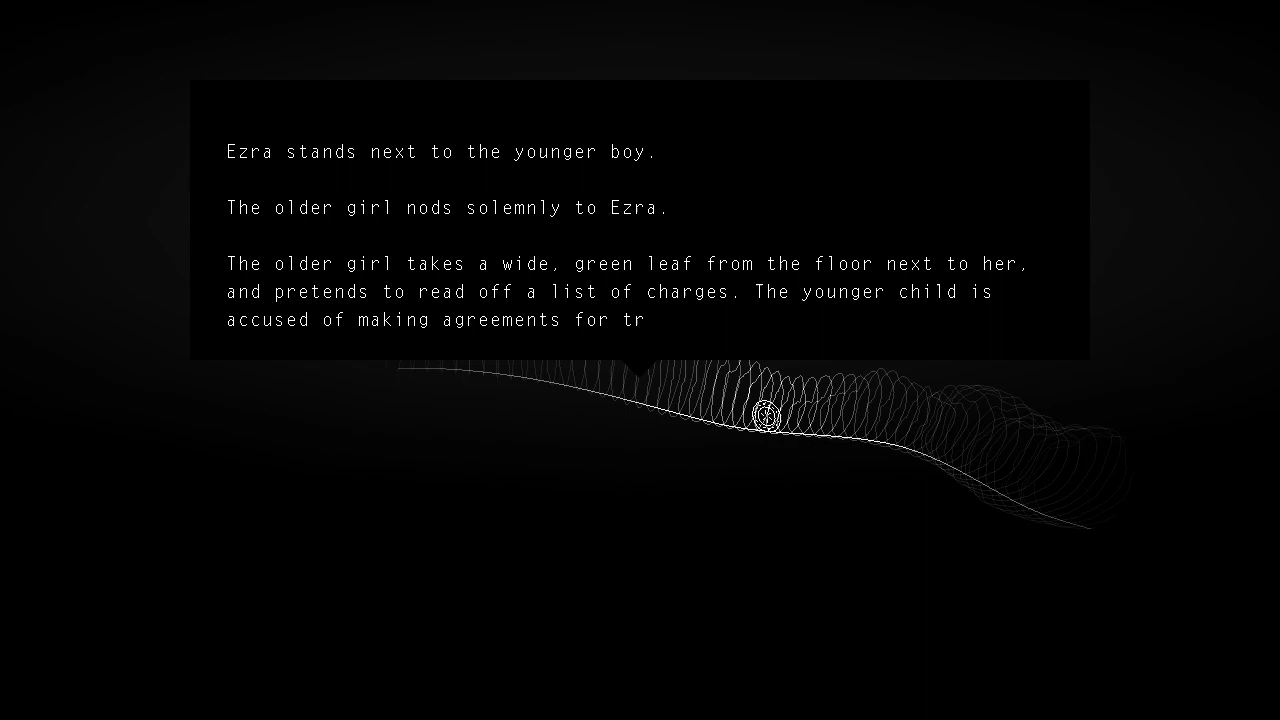 Ezra stands next to the younger boy.
The older girl nods solemnly to Ezra.
The older girl takes a wide, green leaf from the floor next to her,
and pretends to read off a list of charges. The younger child is
accused of making agreements for tr